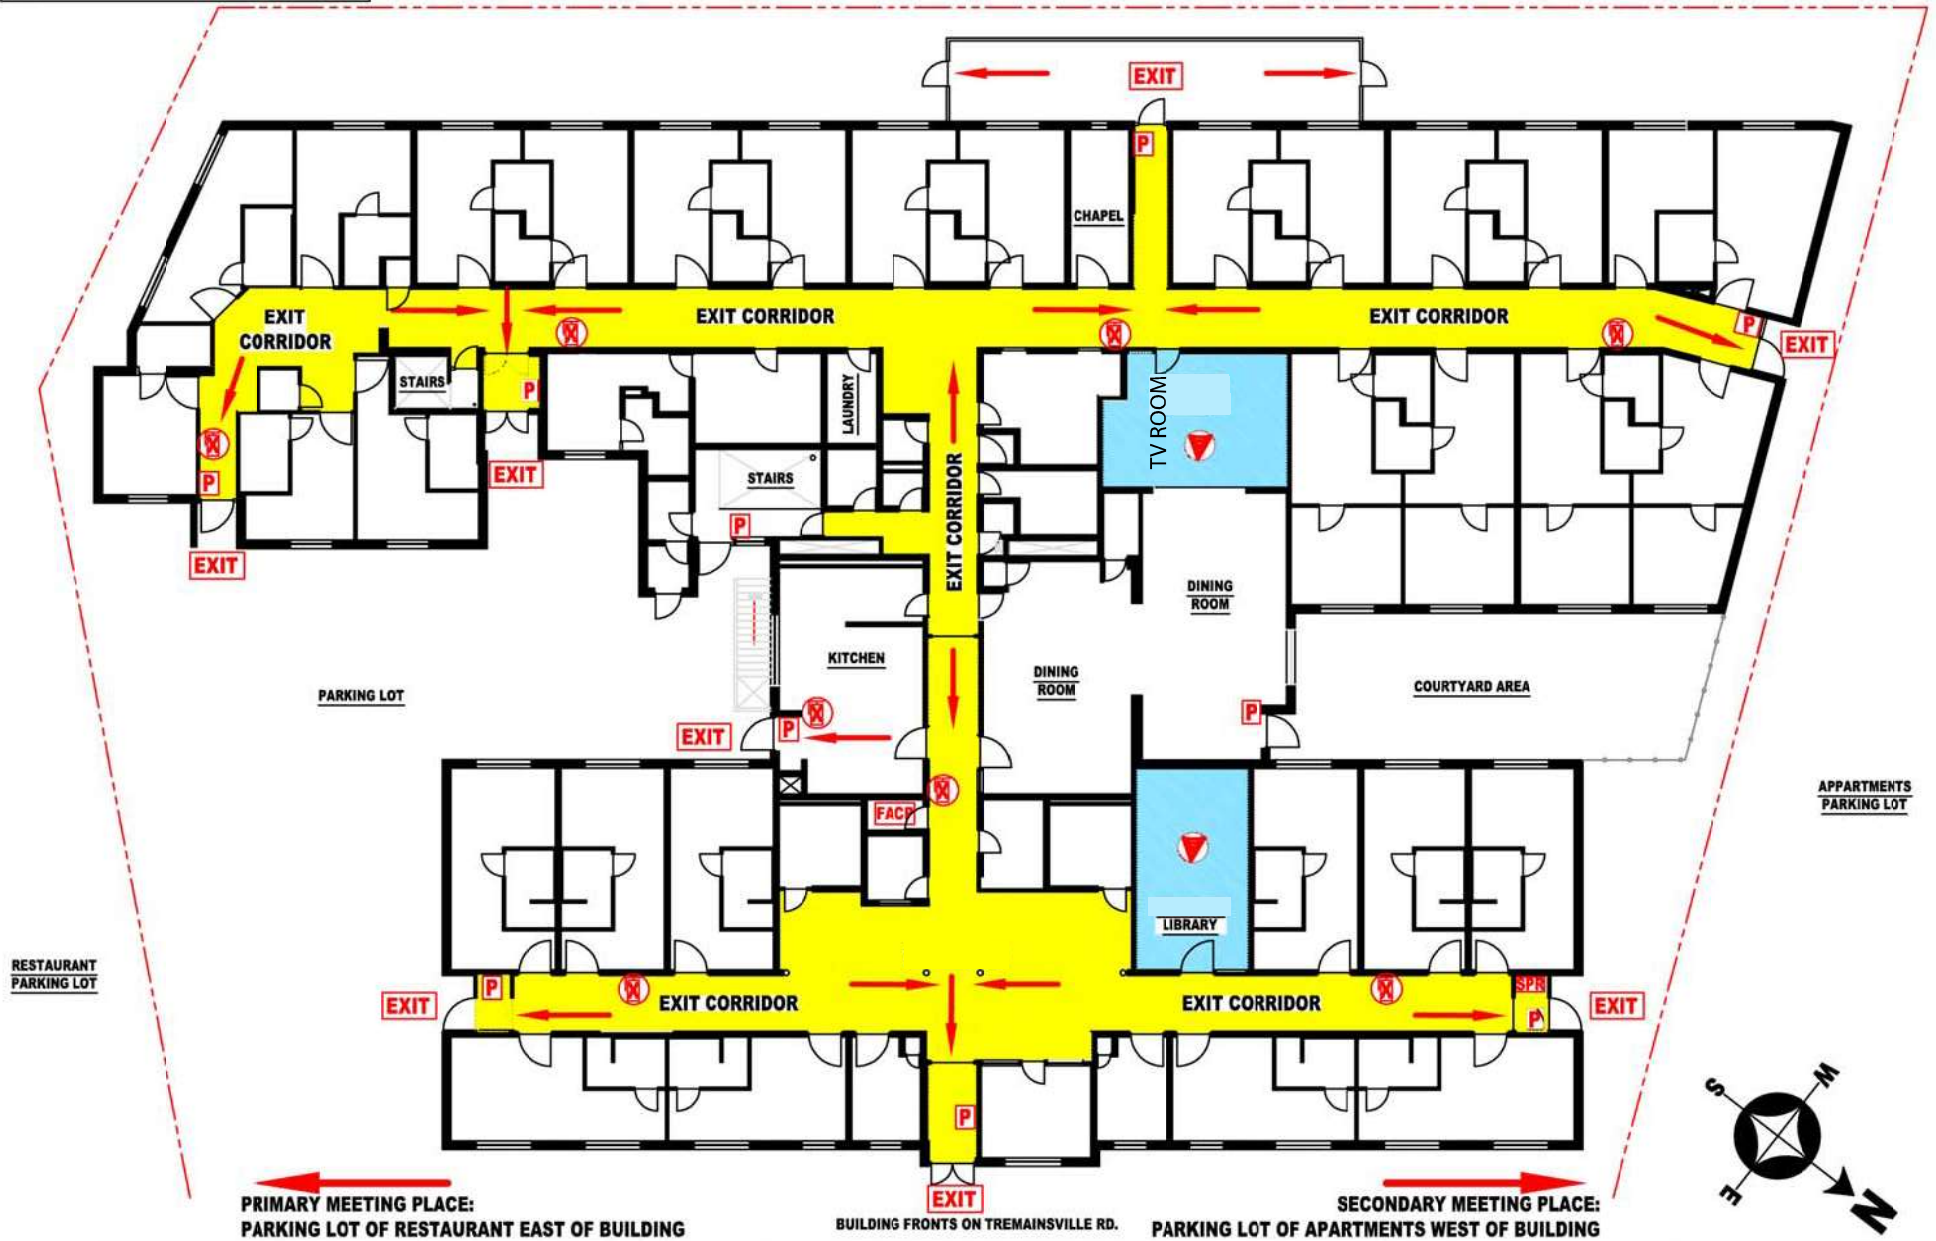 EXIT
P
CHAPEL
EXIT
CORRIDOR
EXIT CORRIDOR
EXIT CORRIDOR
P
EXIT
STAIRS
P
LAUNDRY
TV ROOM
P
EXIT
STAIRS
EXIT CORRIDOR
P
EXIT
DINING
ROOM
KITCHEN
DINING
ROOM
PARKING LOT
COURTYARD AREA
P
EXIT
P
APPARTMENTS
PARKING LOT
FACP
LIBRARY
RESTAURANT
PARKING LOT
P
SPR
EXIT
EXIT CORRIDOR
EXIT CORRIDOR
EXIT
P
P
W
S
E
N
PRIMARY MEETING PLACE:
PARKING LOT OF RESTAURANT EAST OF BUILDING
EXIT
BUILDING FRONTS ON TREMAINSVILLE RD.
SECONDARY MEETING PLACE:
PARKING LOT OF APARTMENTS WEST OF BUILDING